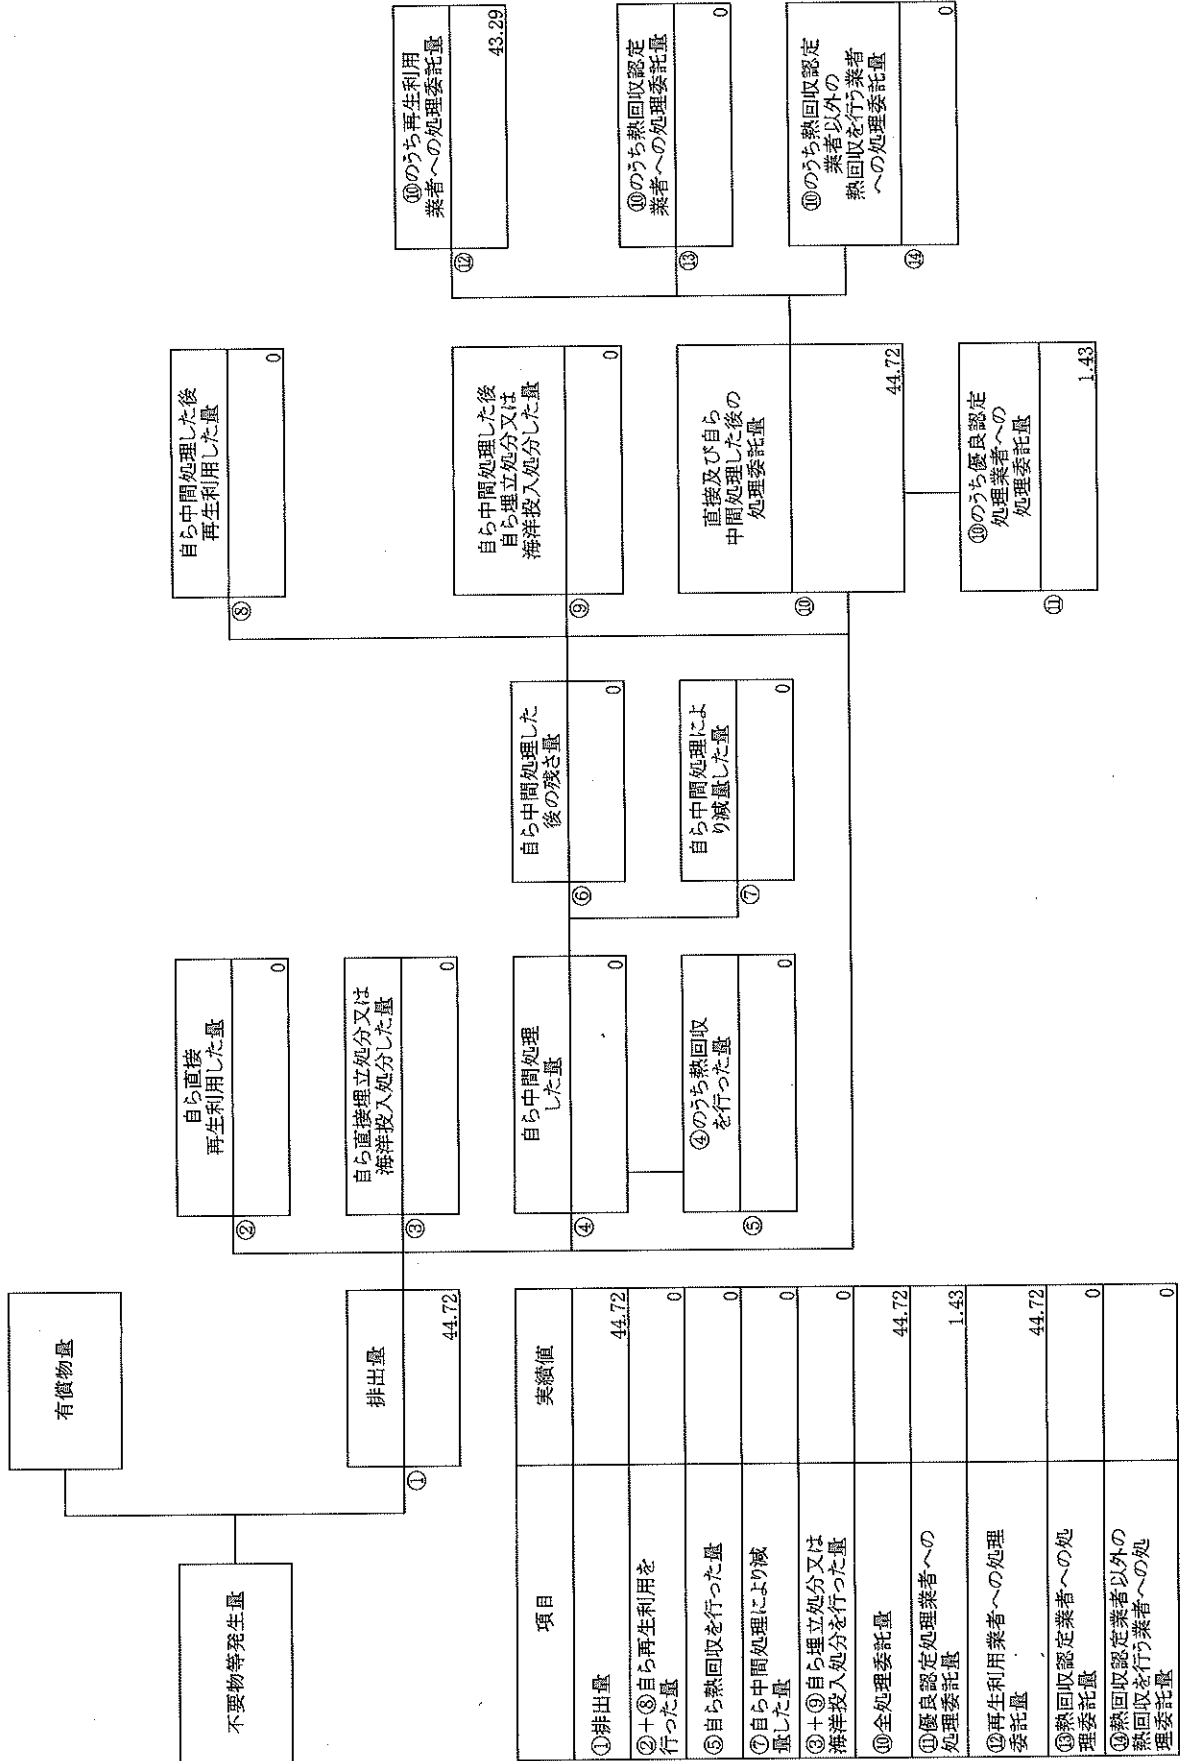 不要物等発生量
有償物量
排出量
①
44.72
自ら直接
再生利用した量
②
0
自ら直接埋立処分又は
海洋投入処分した量
③
0
自ら中間処理
した量
④
0
④のうち熱回収
を行った量
⑤
0
自ら中間処理した
後の残さ量
⑥
0
自ら中間処理によ
り減量した量
⑦
0
自ら中間処理した後
再生利用した量
⑧
0
自ら中間処理した後
自ら埋立処分又は
海洋投入処分した量
⑨
0
直接及び自ら
中間処理した後の
処理委託量
⑩
44.72
⑩のうち優良認定
処理業者への
処理委託量
⑪
1.43
⑩のうち再生利用
業者への処理委託量
⑫
43.29
⑩のうち熱回収認定
業者への処理委託量
⑬
0
⑩のうち熱回収認定
業者以外の
熱回収を行う業者
への処理委託量
⑭
0
項目 実績値
①排出量 44.72
②+⑧自ら再生利用を
行った量 0
⑤自ら熱回収を行った量 0
⑦自ら中間処理により減
量した量 0
③+⑨自ら埋立処分又は
海洋投入処分を行った量 0
⑩全処理委託量 44.72
⑪優良認定処理業者への
処理委託量 1.43
⑫再生利用業者への処理
委託量 44.72
⑬熱回収認定業者への処
理委託量 0
⑭熱回収認定業者以外の
熱回収を行う業者への処
理委託量 0